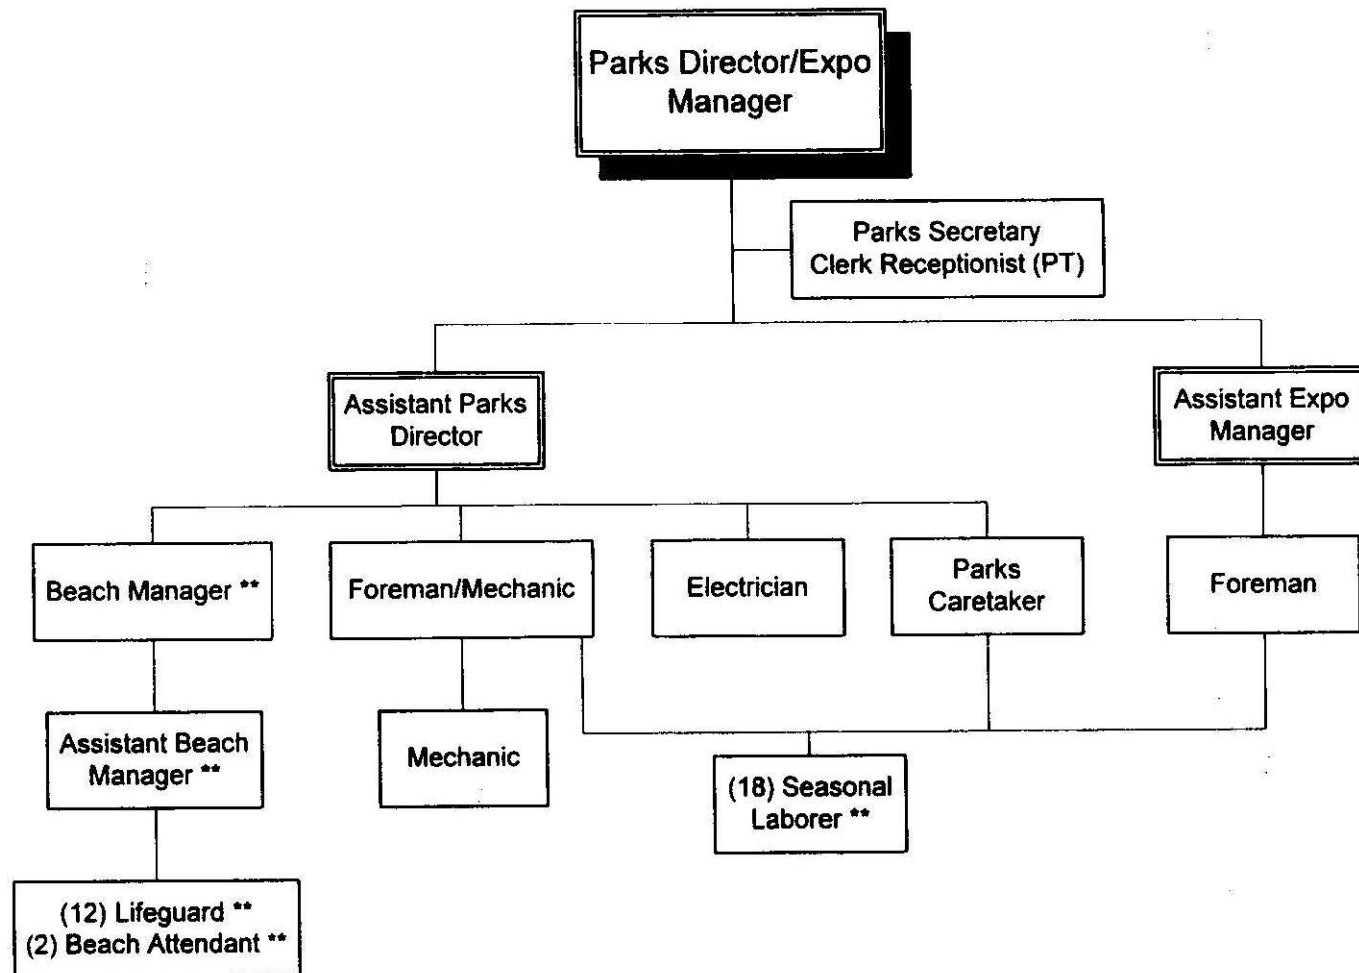 Parks Director/Expo
Manager
Parks Secretary
Clerk Receptionist (PT)
Assistant Parks
Director
Assistant Expo
Manager
Beach Manager **
Foreman/Mechanic
Electrician
Parks
Caretaker
Foreman
Assistant Beach
Manager **
Mechanic
(18) Seasonal
Laborer **
(12) Lifeguard **
(2) Beach Attendant **